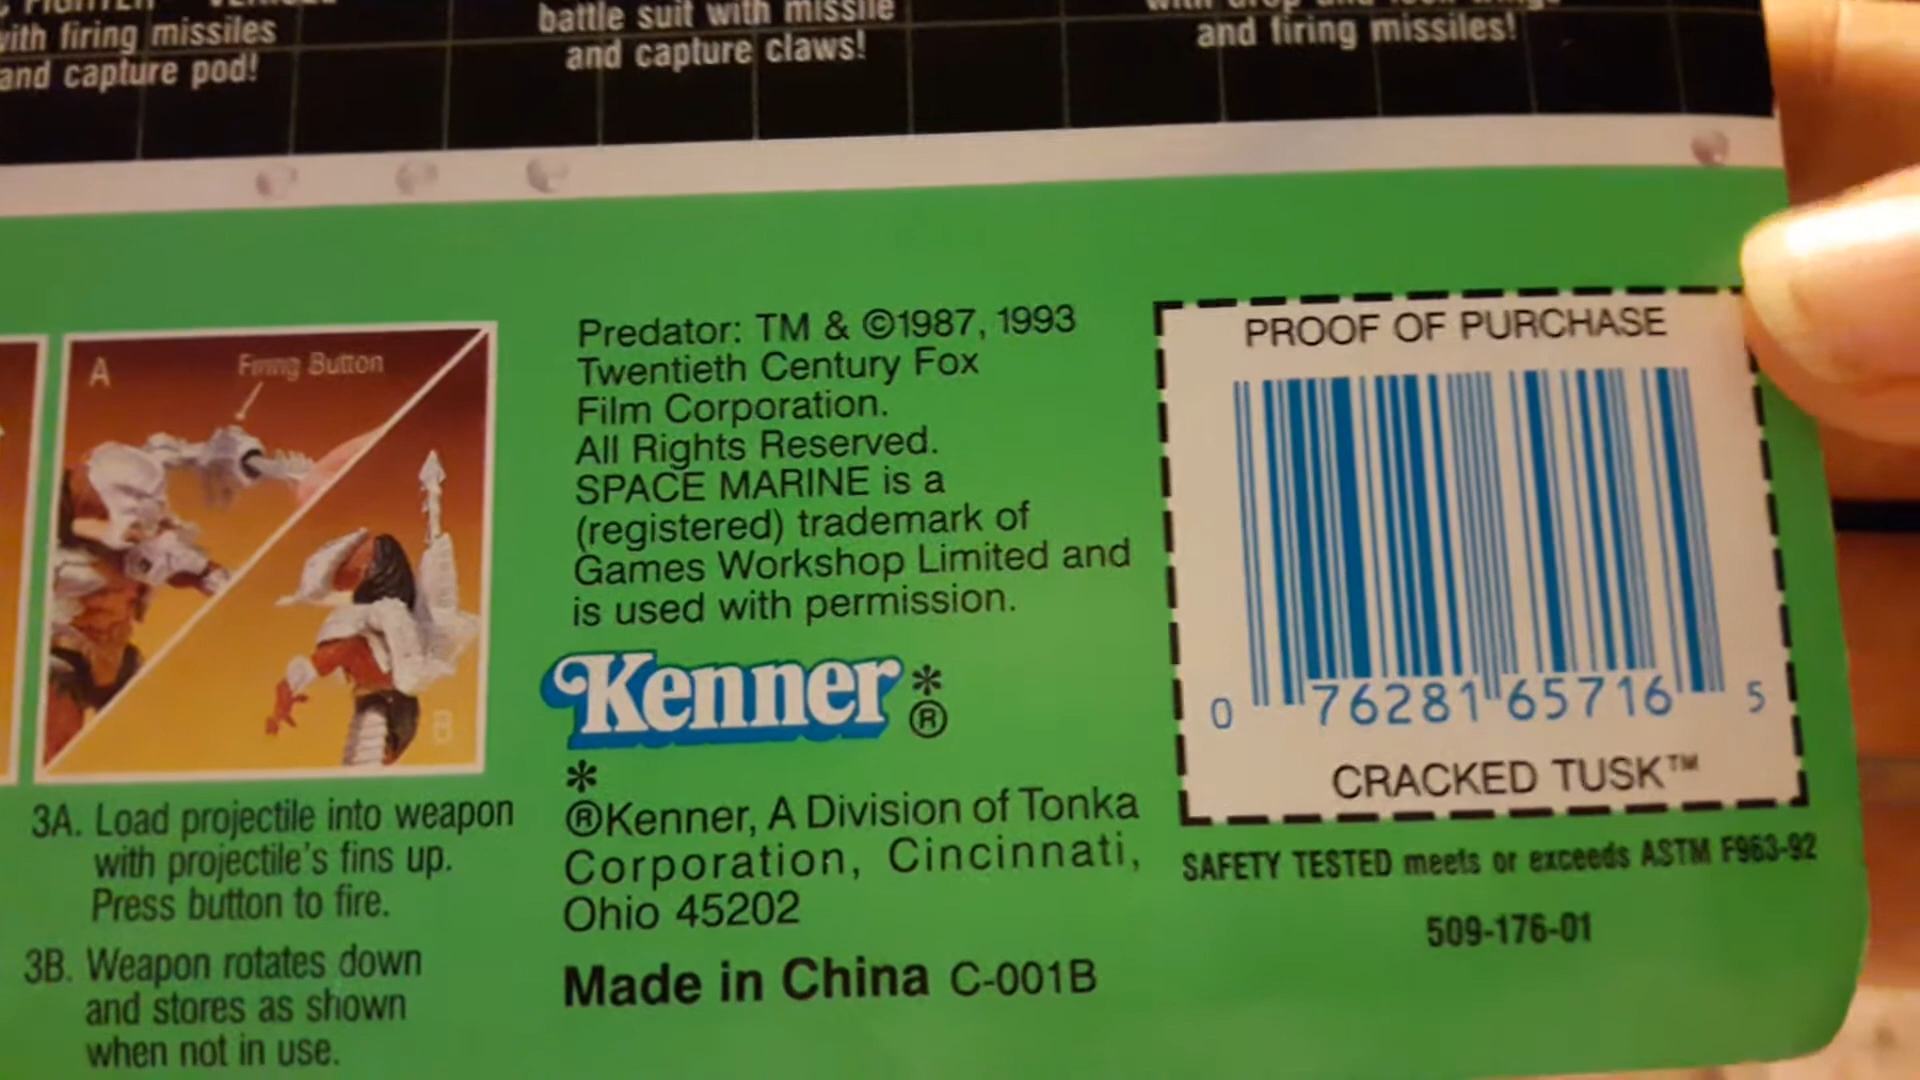 with firing missiles
and capture pod!
battle suit with missile
and capture claws!
and firing missiles!
A
Firing Button
B
3A. Load projectile into weapon
with projectile's fins up.
Press button to fire.
3B. Weapon rotates down
and stores as shown
when not in use.
Predator: TM & ©1987, 1993
Twentieth Century Fox
Film Corporation.
All Rights Reserved.
SPACE MARINE is a
(registered) trademark of
Games Workshop Limited and
is used with permission.
Kenner*®
*
®Kenner, A Division of Tonka
Corporation, Cincinnati,
Ohio 45202
Made in China C-001B
PROOF OF PURCHASE
0 76281 65716 5
CRACKED TUSK™
SAFETY TESTED meets or exceeds ASTM F963-92
509-176-01